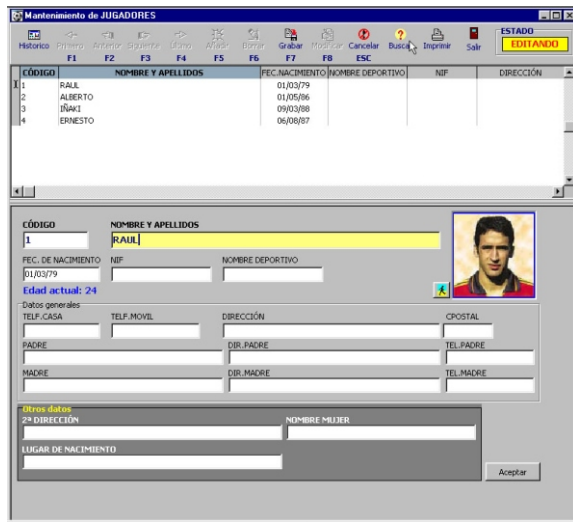 Mantenimiento de JUGADORES
Historico Primero Anterior Siguiente Ultimo Añadir Borrar Grabar Modificar Cancelar Buscar Imprimir Salir
F1 F2 F3 F4 F5 F6 F7 F8 ESC
ESTADO
EDITANDO
CÓDIGO NOMBRE Y APELLIDOS FEC.NACIMIENTO NOMBRE DEPORTIVO NIF DIRECCIÓN
1 RAUL 01/03/79
2 ALBERTO 01/05/86
3 IÑAKI 09/03/88
4 ERNESTO 06/08/87
CÓDIGO NOMBRE Y APELLIDOS
1 RAUL
FEC. DE NACIMIENTO NIF NOMBRE DEPORTIVO
01/03/79
Edad actual: 24
Datos generales
TELF.CASA TELF.MOVIL DIRECCIÓN CPOSTAL
PADRE DIR.PADRE TEL.PADRE
MADRE DIR.MADRE TEL.MADRE
Otros datos
2ª DIRECCIÓN NOMBRE MUJER
LUGAR DE NACIMIENTO
Aceptar